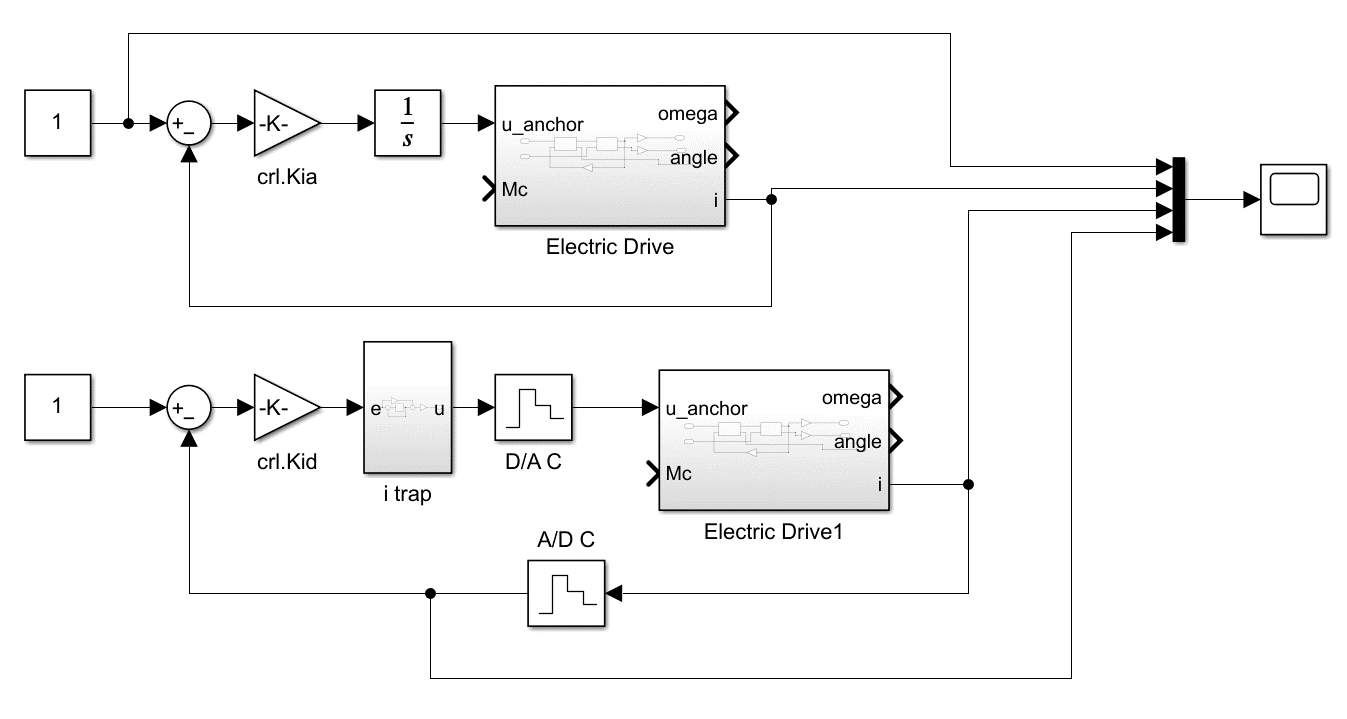 1
+
_
-K-
crl.Kia
1
s
u_anchor
Mc
omega
angle
i
Electric Drive
1
+
_
-K-
crl.Kid
e
u
i trap
D/A C
u_anchor
Mc
omega
angle
i
Electric Drive1
A/D C